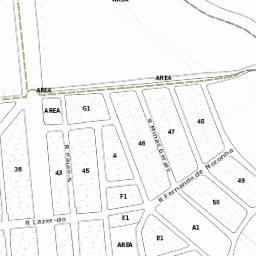 AREA
AREA
AREA
AREA
G1
48
47
46
R Minas Gerais
A
38
43
R Paulo S
45
R Fernando de Noronha
49
F1
50
E1
R Lazer do
A1
AREA
B1